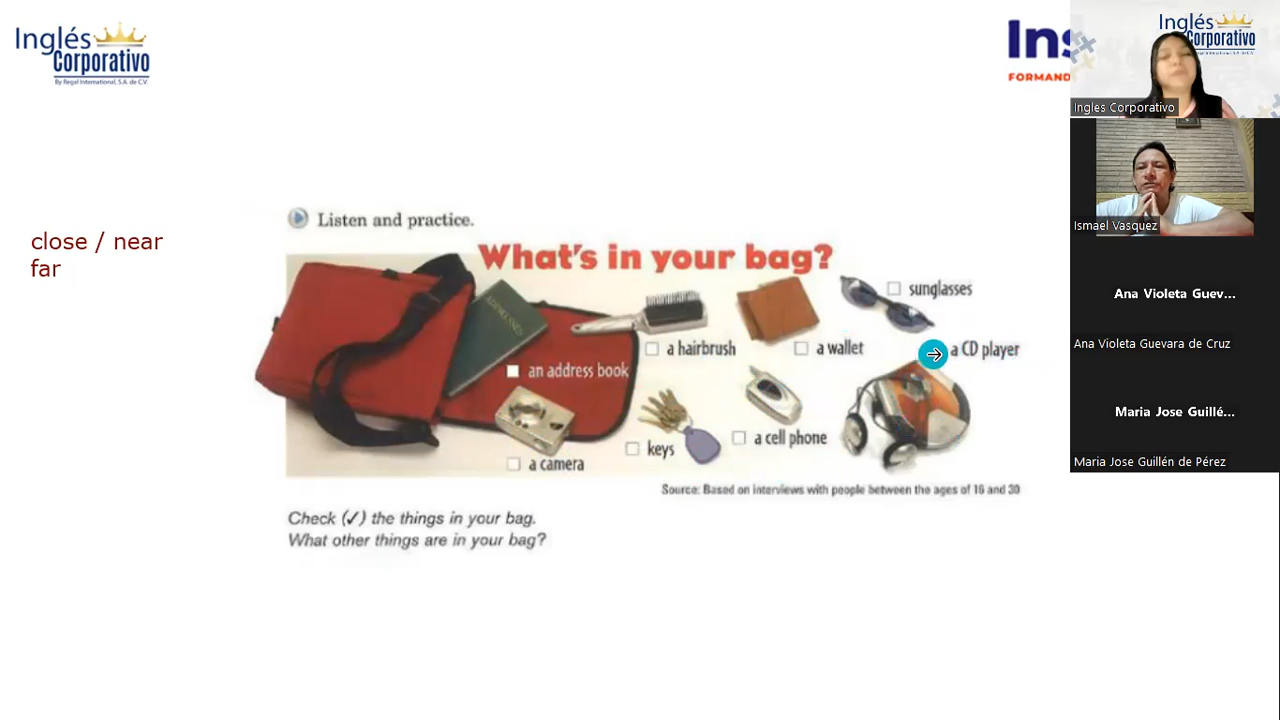 Inglés
Corporativo
By Regal International, S.A. de C.V.
Ins
FORMAND
Inglés
Corporativo
Ingles Corporativo
Ismael Vasquez
Ana Violeta Guev...
Ana Violeta Guevara de Cruz
Maria Jose Guillé...
Maria Jose Guillén de Pérez
close / near
far
Listen and practice.
What's in your bag?
ADDRESSES
sunglasses
a hairbrush
a wallet
a CD player
an address book
keys
a cell phone
a camera
Source: Based on interviews with people between the ages of 16 and 30
Check (✓) the things in your bag.
What other things are in your bag?